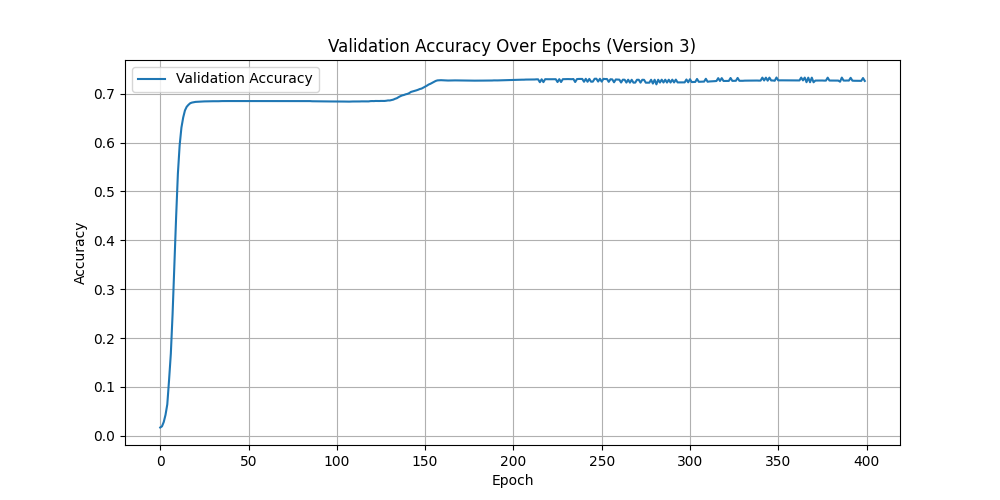 Validation Accuracy Over Epochs (Version 3)
Validation Accuracy
Accuracy
0.7
0.6
0.5
0.4
0.3
0.2
0.1
0.0
0 50 100 150 200 250 300 350 400
Epoch